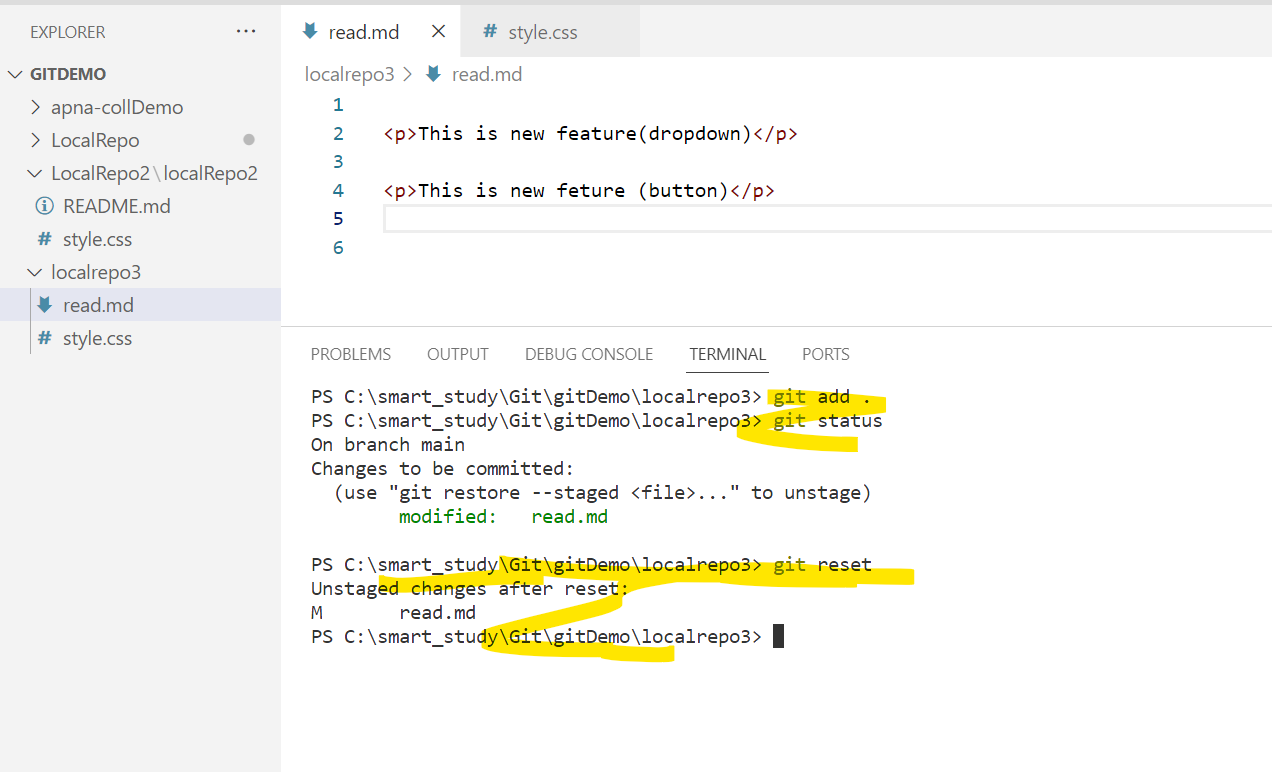 EXPLORER
···
GITDEMO
apna-collDemo
LocalRepo
LocalRepo2\localRepo2
README.md
# style.css
localrepo3
read.md
# style.css
read.md
# style.css
localrepo3 > read.md
1
2 <p>This is new feature(dropdown)</p>
3
4 <p>This is new feture (button)</p>
5
6
PROBLEMS OUTPUT DEBUG CONSOLE TERMINAL PORTS
PS C:\smart_study\Git\gitDemo\localrepo3> git add .
PS C:\smart_study\Git\gitDemo\localrepo3> git status
On branch main
Changes to be committed:
(use "git restore --staged <file>..." to unstage)
modified: read.md
PS C:\smart_study\Git\gitDemo\localrepo3> git reset
Unstaged changes after reset:
M read.md
PS C:\smart_study\Git\gitDemo\localrepo3>